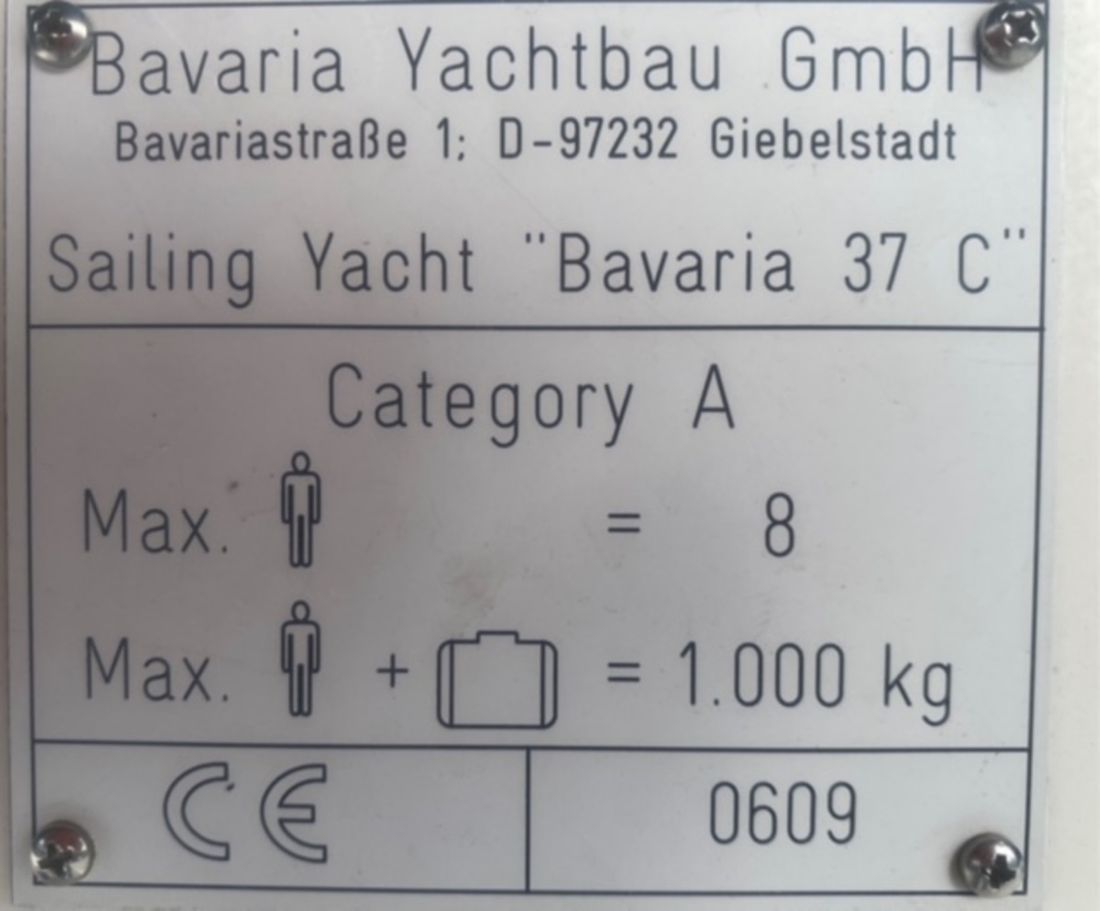 Bavaria Yachtbau GmbH
Bavariastraße 1; D-97232 Giebelstadt
Sailing Yacht "Bavaria 37 C"
Category A
Max. = 8
Max. + = 1.000 kg
CE 0609